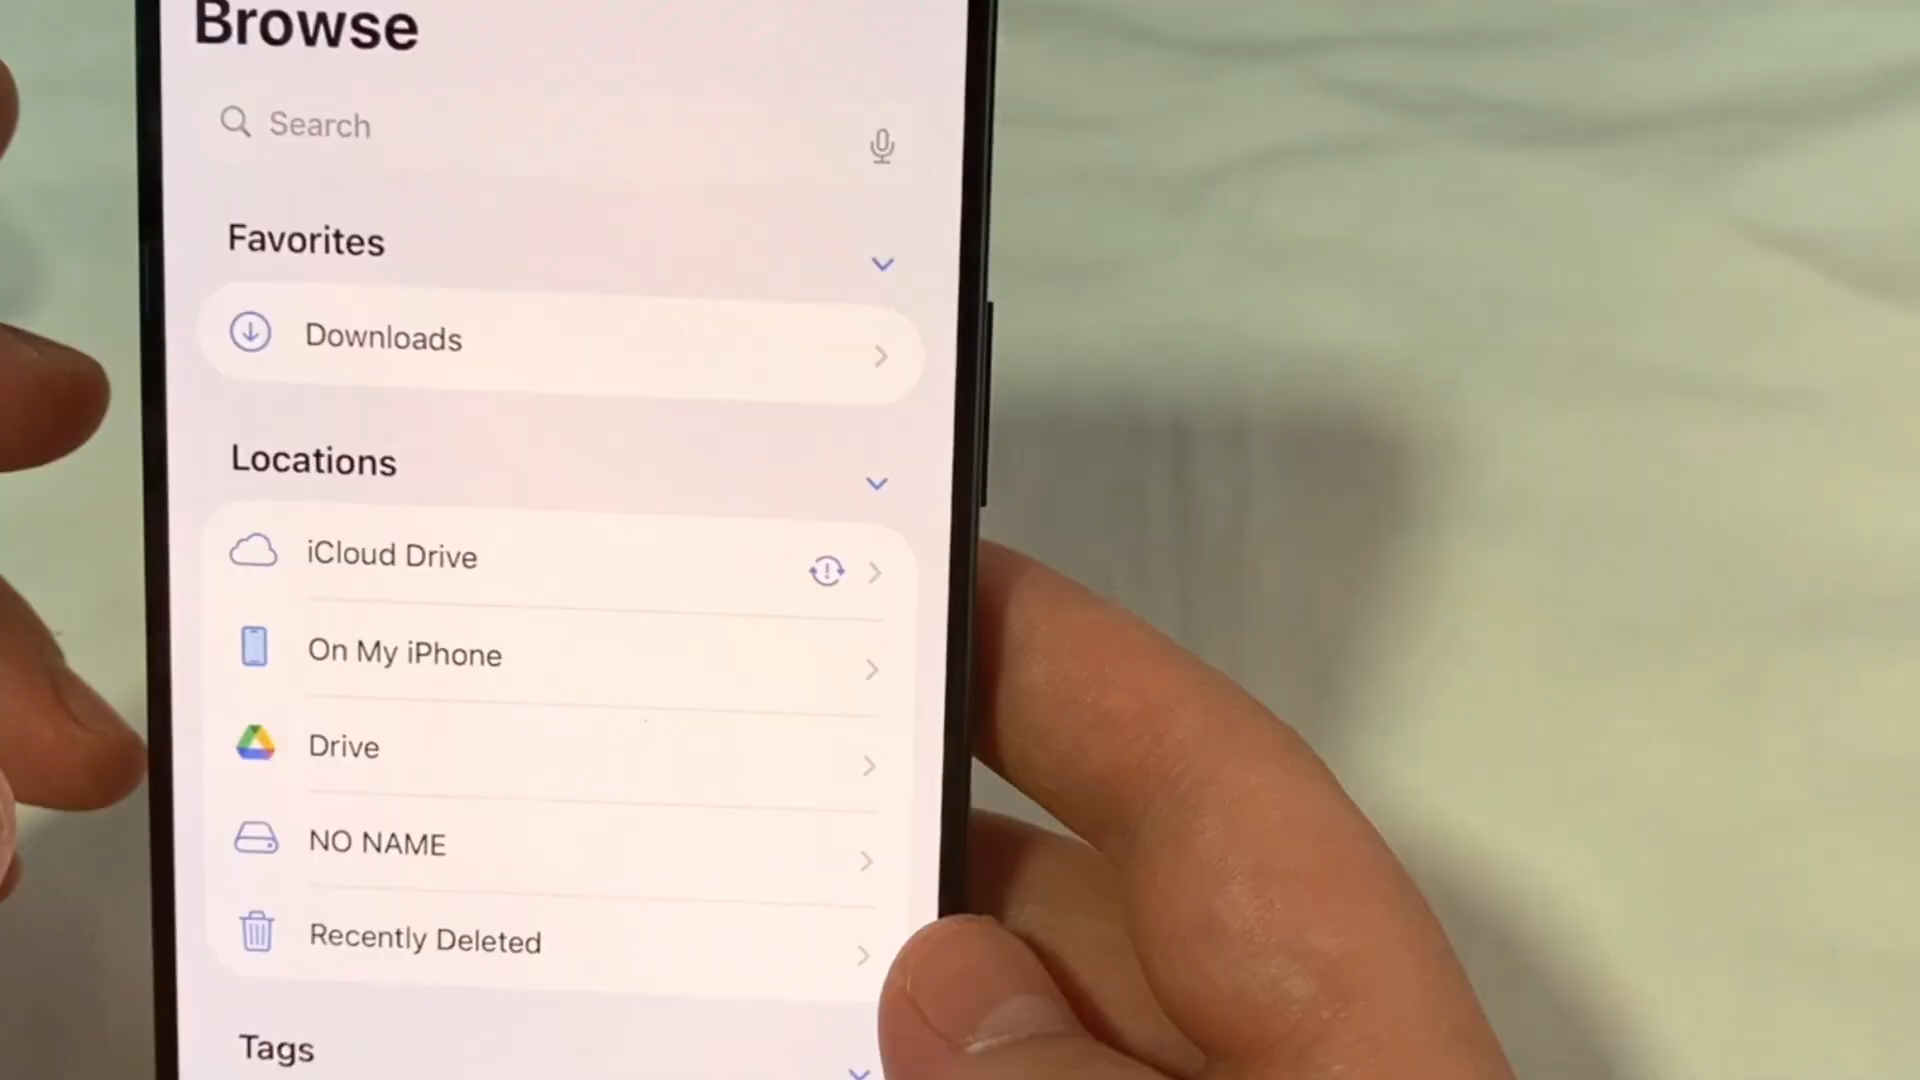 Browse
Search
Favorites
Downloads
Locations
iCloud Drive
On My iPhone
Drive
NO NAME
Recently Deleted
Tags